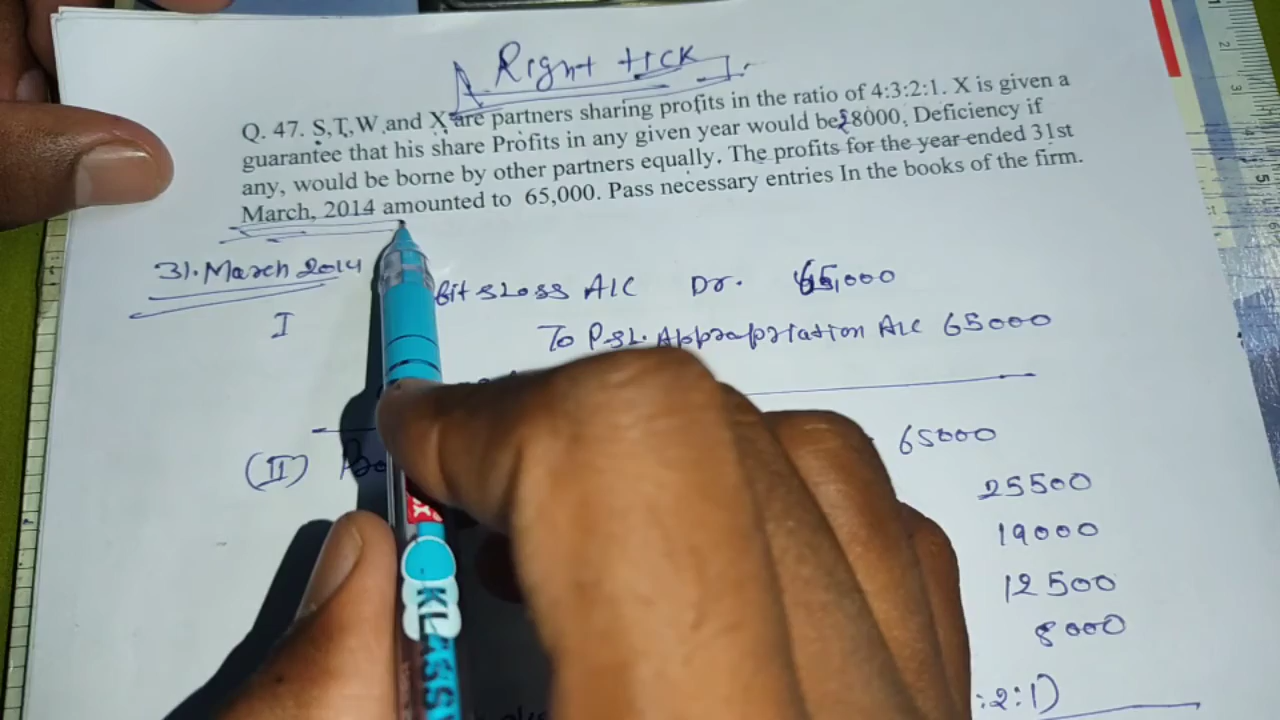 Right tick
Q. 47. S,T,W and X are partners sharing profits in the ratio of 4:3:2:1. X is given a
guarantee that his share Profits in any given year would be ₹8000, Deficiency if
any, would be borne by other partners equally. The profits for the year ended 31st
March, 2014 amounted to 65,000. Pass necessary entries In the books of the firm.
31. March 2014
fit & Loss A/C Dr. 65,000
I
To P&L. Appropriation A/C 65000
(II)
65000
25500
19000
12500
8000
:2:1)
KLASSY